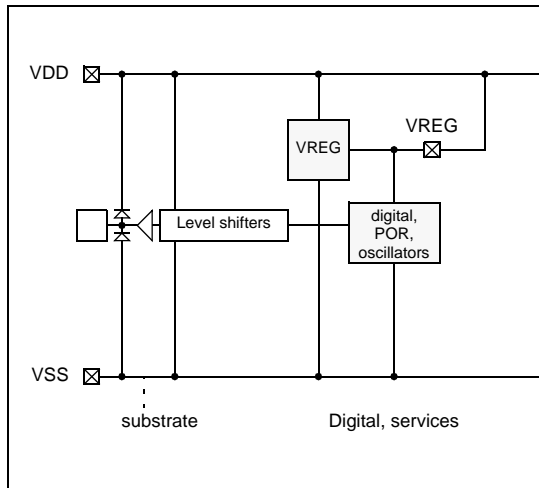 VDD
VREG
VREG
Level shifters
digital,
POR,
oscillators
VSS
substrate
Digital, services